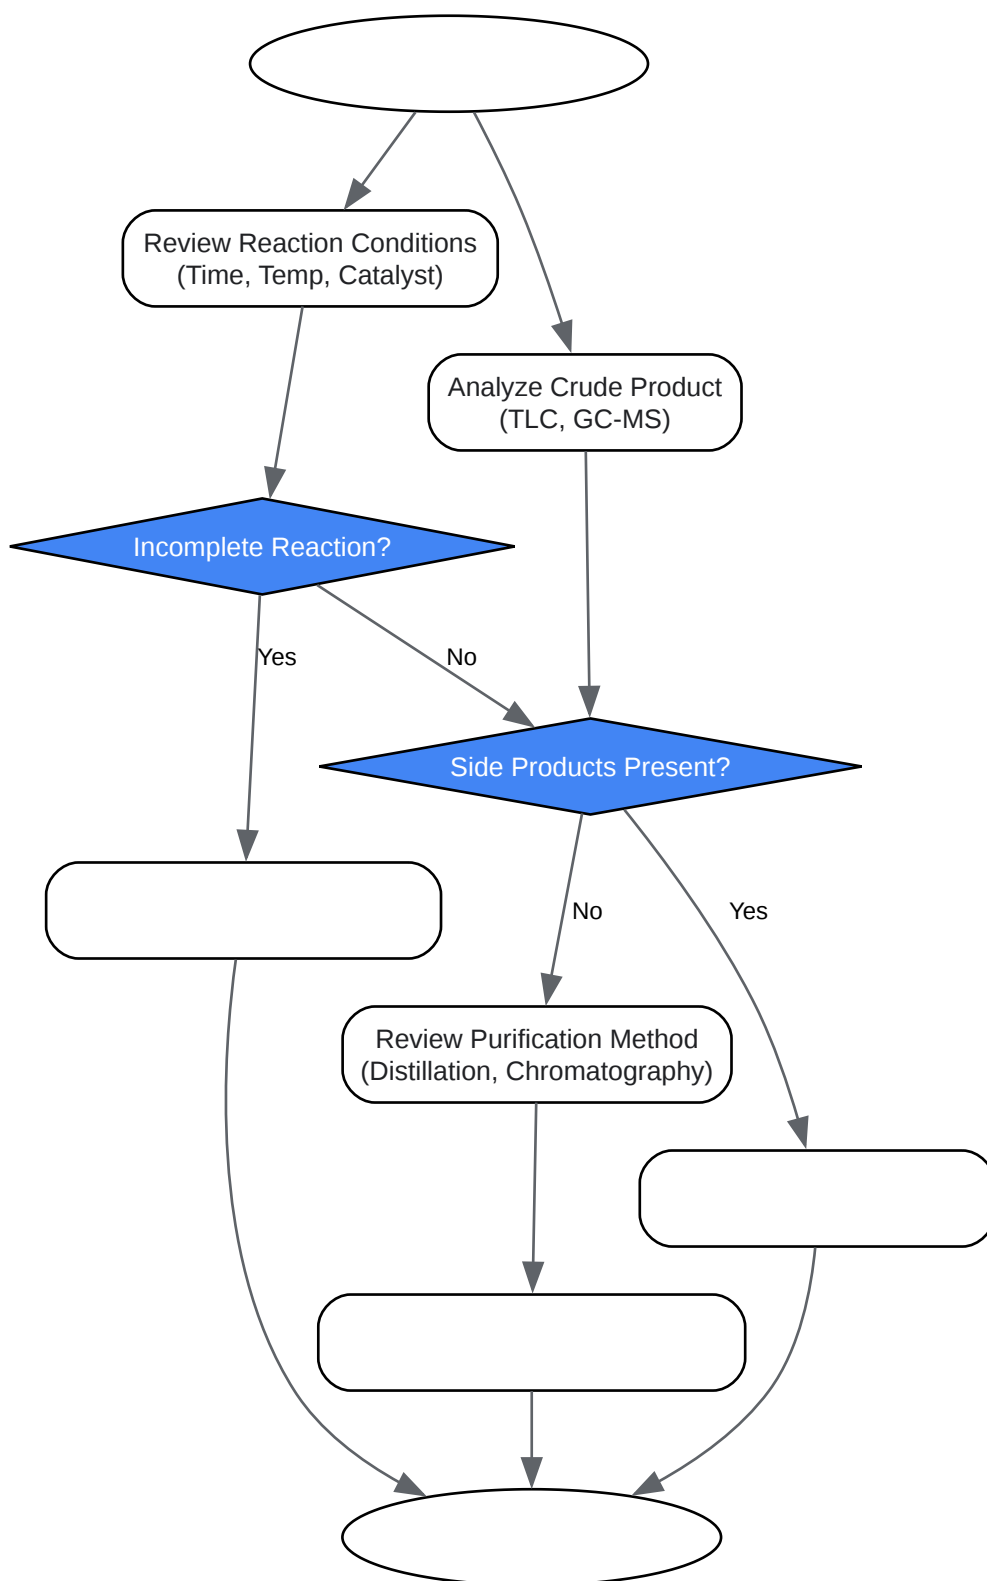 Review Reaction Conditions
(Time, Temp, Catalyst)
Analyze Crude Product
(TLC, GC-MS)
Incomplete Reaction?
Yes
No
Side Products Present?
No
Yes
Review Purification Method
(Distillation, Chromatography)